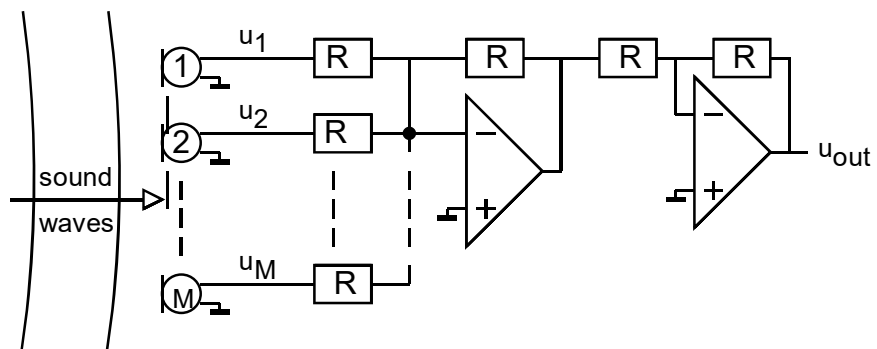 u1 R R R R
1
u2 R
2
− −
sound
waves
+ +
uout
uM R
M